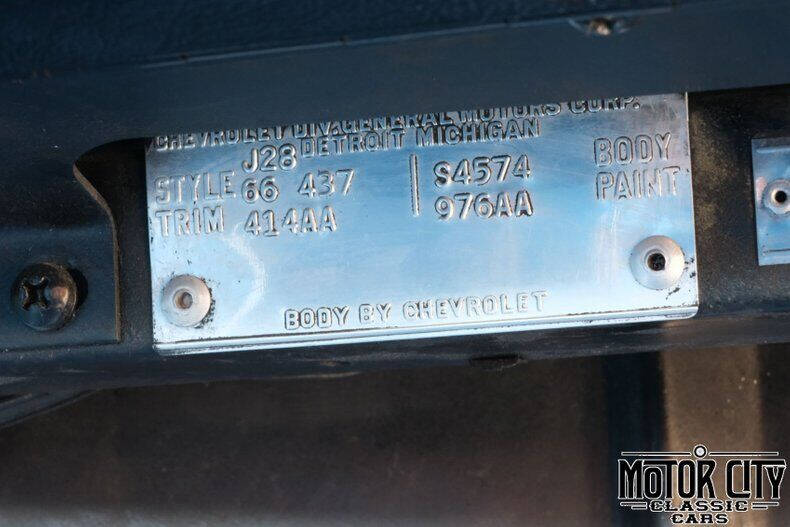 CHEVROLET DIV. GENERAL MOTORS CORP.
DETROIT MICHIGAN
J28
STYLE 66 437 S4574 BODY
TRIM 414AA 976AA PAINT
BODY BY CHEVROLET
MOTOR CITY
CLASSIC
CARS